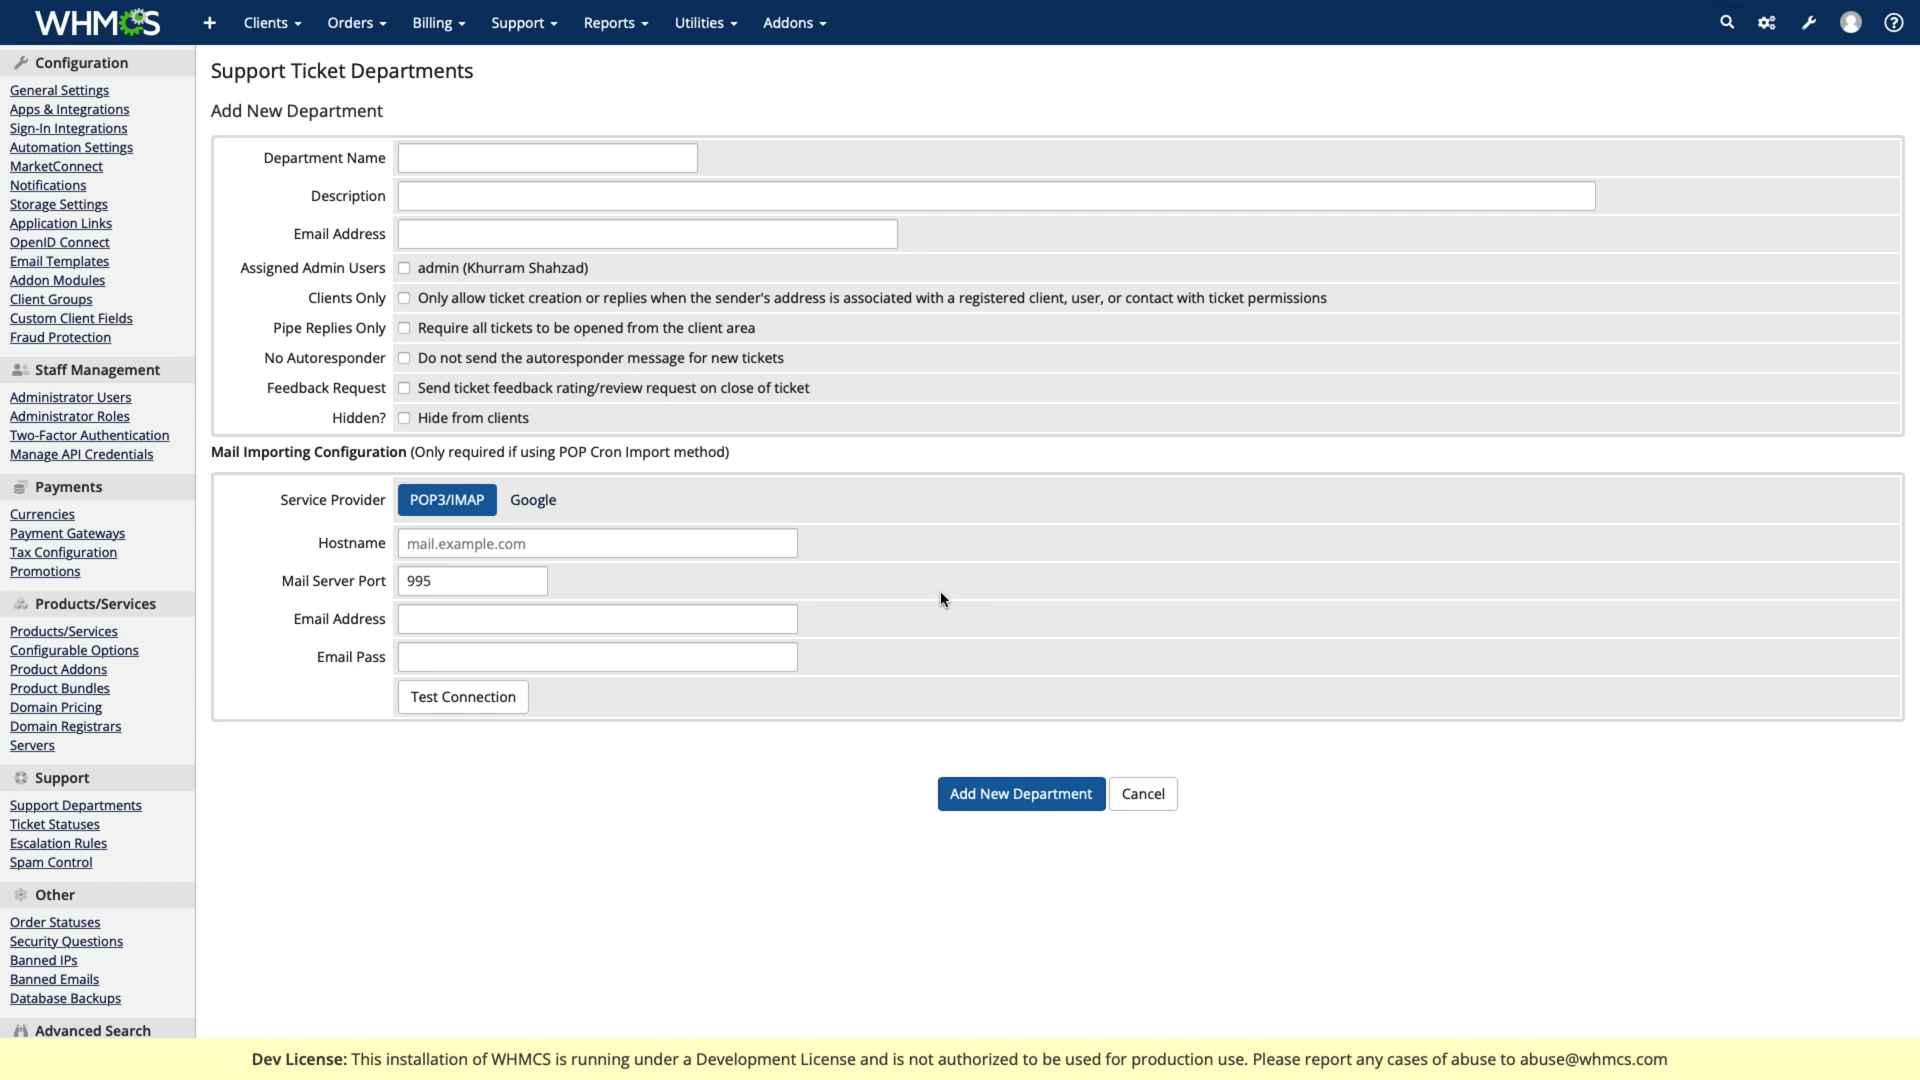 WHMCS + Clients Orders Billing Support Reports Utilities Addons
Configuration
General Settings
Apps & Integrations
Sign-In Integrations
Automation Settings
MarketConnect
Notifications
Storage Settings
Application Links
OpenID Connect
Email Templates
Addon Modules
Client Groups
Custom Client Fields
Fraud Protection
Staff Management
Administrator Users
Administrator Roles
Two-Factor Authentication
Manage API Credentials
Payments
Currencies
Payment Gateways
Tax Configuration
Promotions
Products/Services
Products/Services
Configurable Options
Product Addons
Product Bundles
Domain Pricing
Domain Registrars
Servers
Support
Support Departments
Ticket Statuses
Escalation Rules
Spam Control
Other
Order Statuses
Security Questions
Banned IPs
Banned Emails
Database Backups
Advanced Search
Support Ticket Departments
Add New Department
Department Name
Description
Email Address
Assigned Admin Users admin (Khurram Shahzad)
Clients Only Only allow ticket creation or replies when the sender's address is associated with a registered client, user, or contact with ticket permissions
Pipe Replies Only Require all tickets to be opened from the client area
No Autoresponder Do not send the autoresponder message for new tickets
Feedback Request Send ticket feedback rating/review request on close of ticket
Hidden? Hide from clients
Mail Importing Configuration (Only required if using POP Cron Import method)
Service Provider POP3/IMAP Google
Hostname mail.example.com
Mail Server Port 995
Email Address
Email Pass
Test Connection
Add New Department Cancel
Dev License: This installation of WHMCS is running under a Development License and is not authorized to be used for production use. Please report any cases of abuse to abuse@whmcs.com